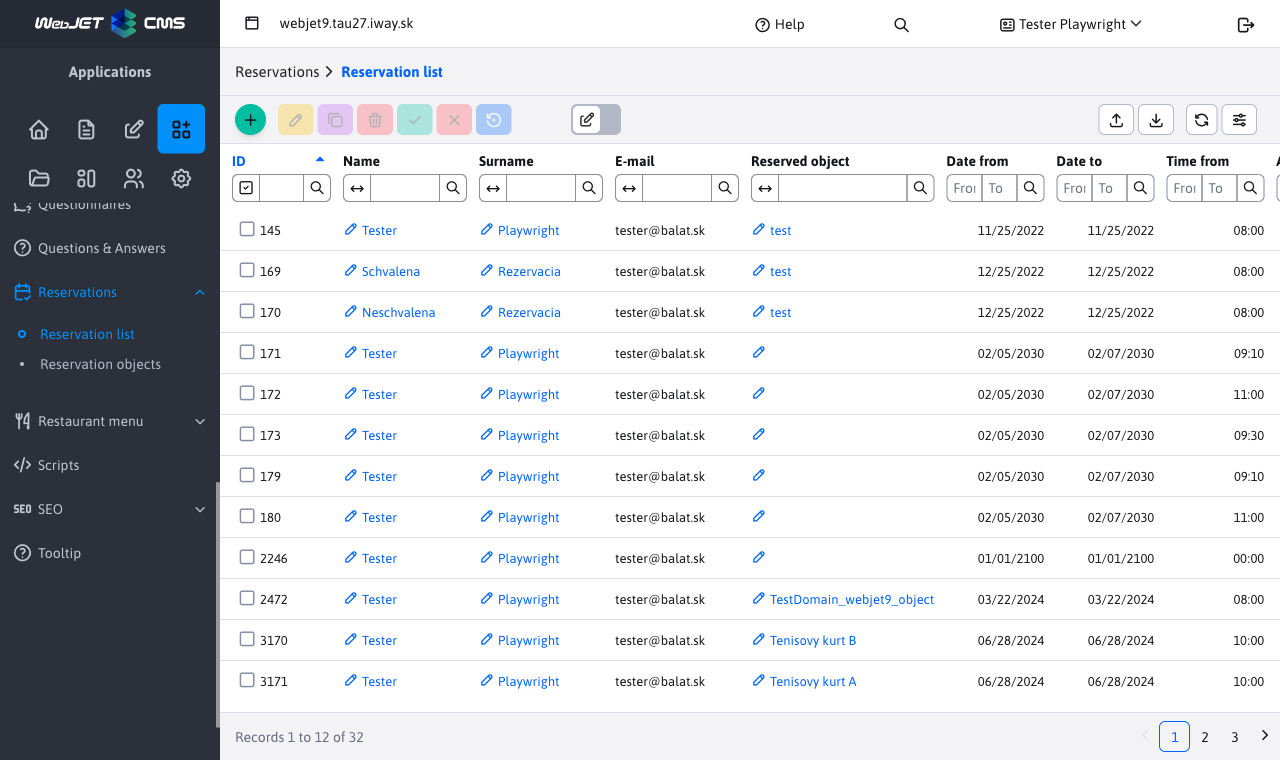 WebJET CMS
webjet9.tau27.iway.sk
Help
Tester Playwright
Applications
Questionnaires
Questions & Answers
Reservations
Reservation list
Reservation objects
Restaurant menu
Scripts
SEO SEO
Tooltip
Reservations Reservation list
ID Name Surname E-mail Reserved object Date from Date to Time from
From To From To From To
145 Tester Playwright tester@balat.sk test 11/25/2022 11/25/2022 08:00
169 Schvalena Rezervacia tester@balat.sk test 12/25/2022 12/25/2022 08:00
170 Neschvalena Rezervacia tester@balat.sk test 12/25/2022 12/25/2022 08:00
171 Tester Playwright tester@balat.sk 02/05/2030 02/07/2030 09:10
172 Tester Playwright tester@balat.sk 02/05/2030 02/07/2030 11:00
173 Tester Playwright tester@balat.sk 02/05/2030 02/07/2030 09:30
179 Tester Playwright tester@balat.sk 02/05/2030 02/07/2030 09:10
180 Tester Playwright tester@balat.sk 02/05/2030 02/07/2030 11:00
2246 Tester Playwright tester@balat.sk 01/01/2100 01/01/2100 00:00
2472 Tester Playwright tester@balat.sk TestDomain_webjet9_object 03/22/2024 03/22/2024 08:00
3170 Tester Playwright tester@balat.sk Tenisovy kurt B 06/28/2024 06/28/2024 10:00
3171 Tester Playwright tester@balat.sk Tenisovy kurt A 06/28/2024 06/28/2024 10:00
Records 1 to 12 of 32
1 2 3